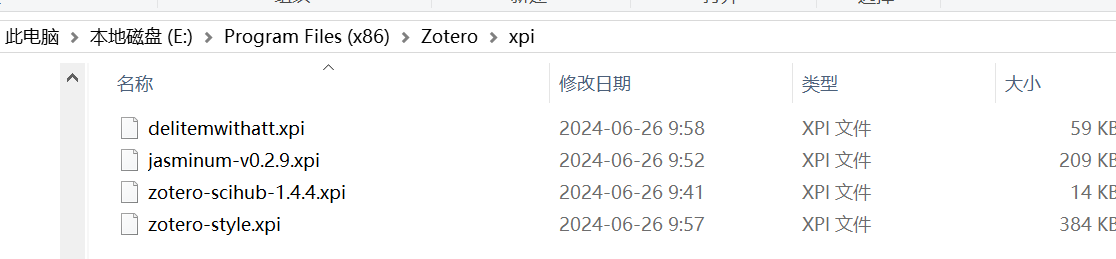 此电脑 > 本地磁盘 (E:) > Program Files (x86) > Zotero > xpi
名称 修改日期 类型 大小
delitemwithatt.xpi 2024-06-26 9:58 XPI 文件 59 KB
jasminum-v0.2.9.xpi 2024-06-26 9:52 XPI 文件 209 KB
zotero-scihub-1.4.4.xpi 2024-06-26 9:41 XPI 文件 14 KB
zotero-style.xpi 2024-06-26 9:57 XPI 文件 384 KB